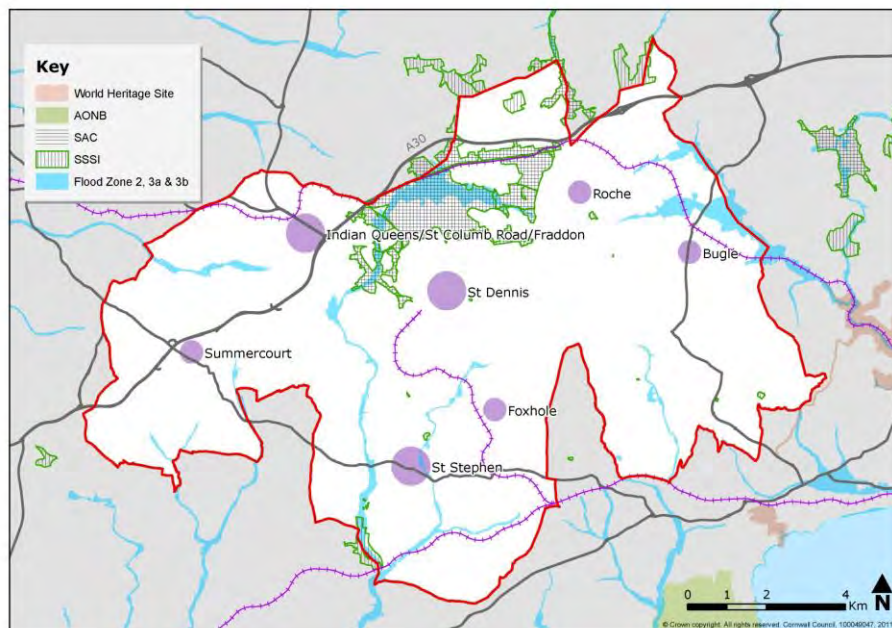 Key
World Heritage Site
AONB
SAC
SSSI
Flood Zone 2, 3a & 3b
A30
Roche
Indian Queens/St Columb Road/Fraddon
Bugle
St Dennis
Summercourt
Foxhole
St Stephen
0 1 2 4
Km
N
© Crown copyright. All rights reserved. Cornwall Council, 100049047, 201